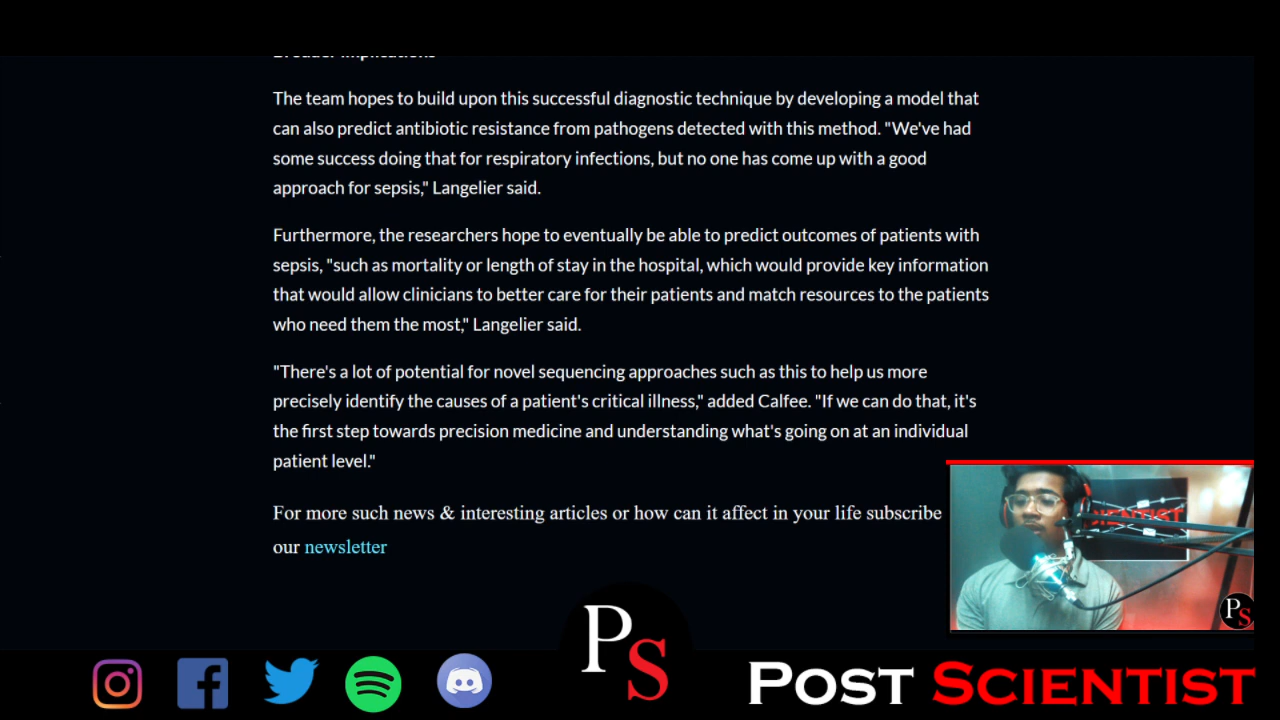 Broader Implications
The team hopes to build upon this successful diagnostic technique by developing a model that
can also predict antibiotic resistance from pathogens detected with this method. "We've had
some success doing that for respiratory infections, but no one has come up with a good
approach for sepsis," Langelier said.
Furthermore, the researchers hope to eventually be able to predict outcomes of patients with
sepsis, "such as mortality or length of stay in the hospital, which would provide key information
that would allow clinicians to better care for their patients and match resources to the patients
who need them the most," Langelier said.
"There's a lot of potential for novel sequencing approaches such as this to help us more
precisely identify the causes of a patient's critical illness," added Calfee. "If we can do that, it's
the first step towards precision medicine and understanding what's going on at an individual
patient level."
For more such news & interesting articles or how can it affect in your life subscribe
our newsletter
IENTIST
PS
PS
POST SCIENTIST